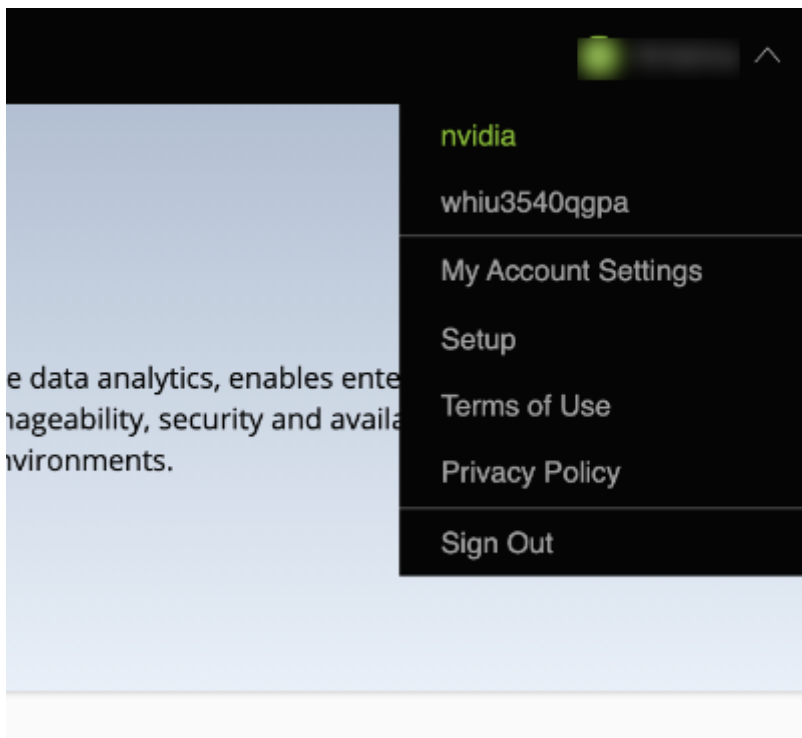 nvidia
whiu3540qgpa
My Account Settings
Setup
Terms of Use
Privacy Policy
Sign Out
e data analytics, enables ente
nageability, security and availa
nvironments.